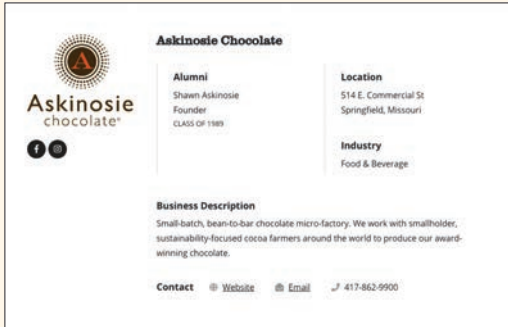 Askinosie Chocolate
A
Askinosie
chocolate®
Alumni
Shawn Askinosie
Founder
CLASS OF 1989
Location
514 E. Commercial St
Springfield, Missouri
Industry
Food & Beverage
Business Description
Small-batch, bean-to-bar chocolate micro-factory. We work with smallholder,
sustainability-focused cocoa farmers around the world to produce our award-
winning chocolate.
Contact Website Email 417-862-9900